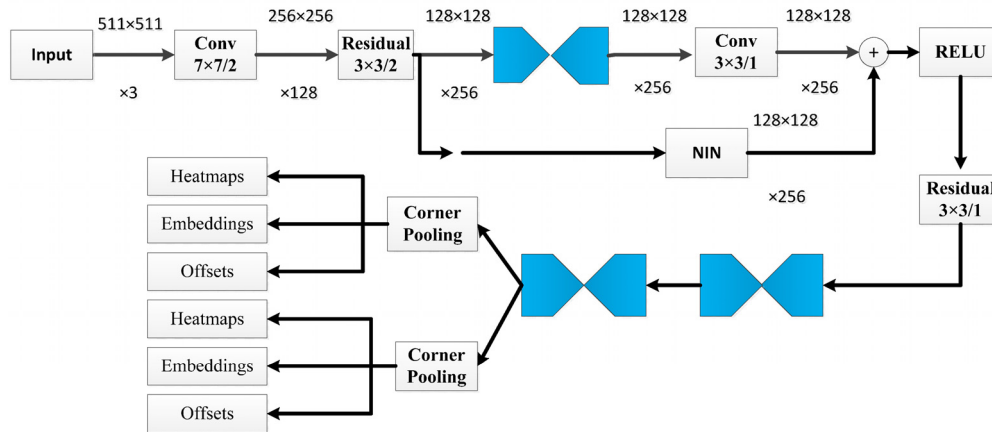 511×511
256×256
128×128
128×128
128×128
Input
Conv
7×7/2
Residual
3×3/2
Conv
3×3/1
+
RELU
×3
×128
×256
×256
×256
128×128
NIN
×256
Heatmaps
Embeddings
Offsets
Corner
Pooling
Residual
3×3/1
Heatmaps
Embeddings
Offsets
Corner
Pooling